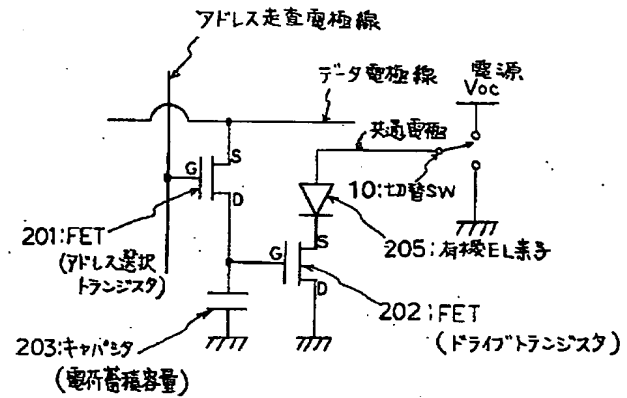 アドレス走査電極線
データ電極線
電源
Voc
共通電極
S
G
D
10:切替SW
201:FET
(アドレス選択
トランジスタ)
G
S
D
205:有機EL素子
202:FET
(ドライブトランジスタ)
203:キャパシタ
(電荷蓄積容量)